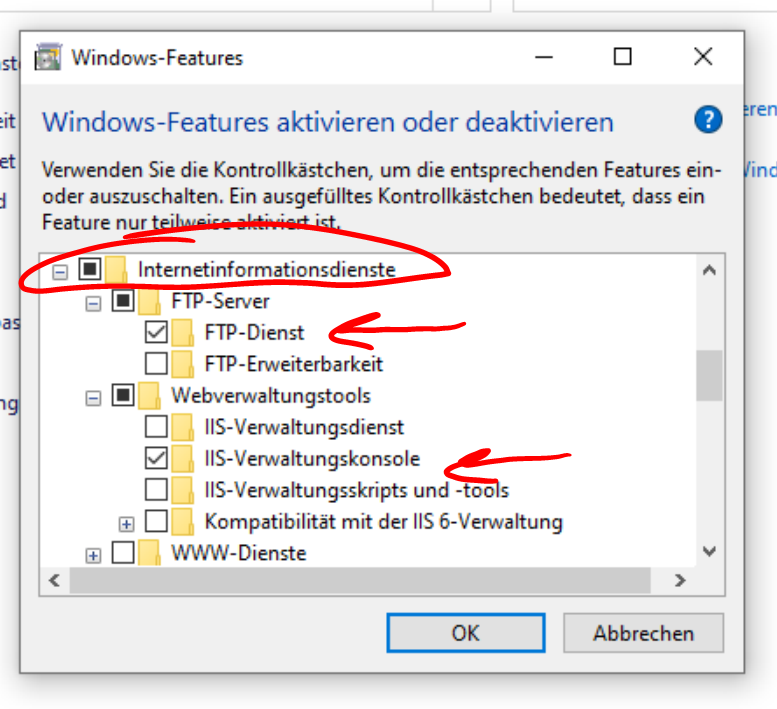 Windows-Features
Windows-Features aktivieren oder deaktivieren
Verwenden Sie die Kontrollkästchen, um die entsprechenden Features ein-
oder auszuschalten. Ein ausgefülltes Kontrollkästchen bedeutet, dass ein
Feature nur teilweise aktiviert ist.
Internetinformationsdienste
FTP-Server
FTP-Dienst
FTP-Erweiterbarkeit
Webverwaltungstools
IIS-Verwaltungsdienst
IIS-Verwaltungskonsole
IIS-Verwaltungsskripts und -tools
Kompatibilität mit der IIS 6-Verwaltung
WWW-Dienste
OK
Abbrechen